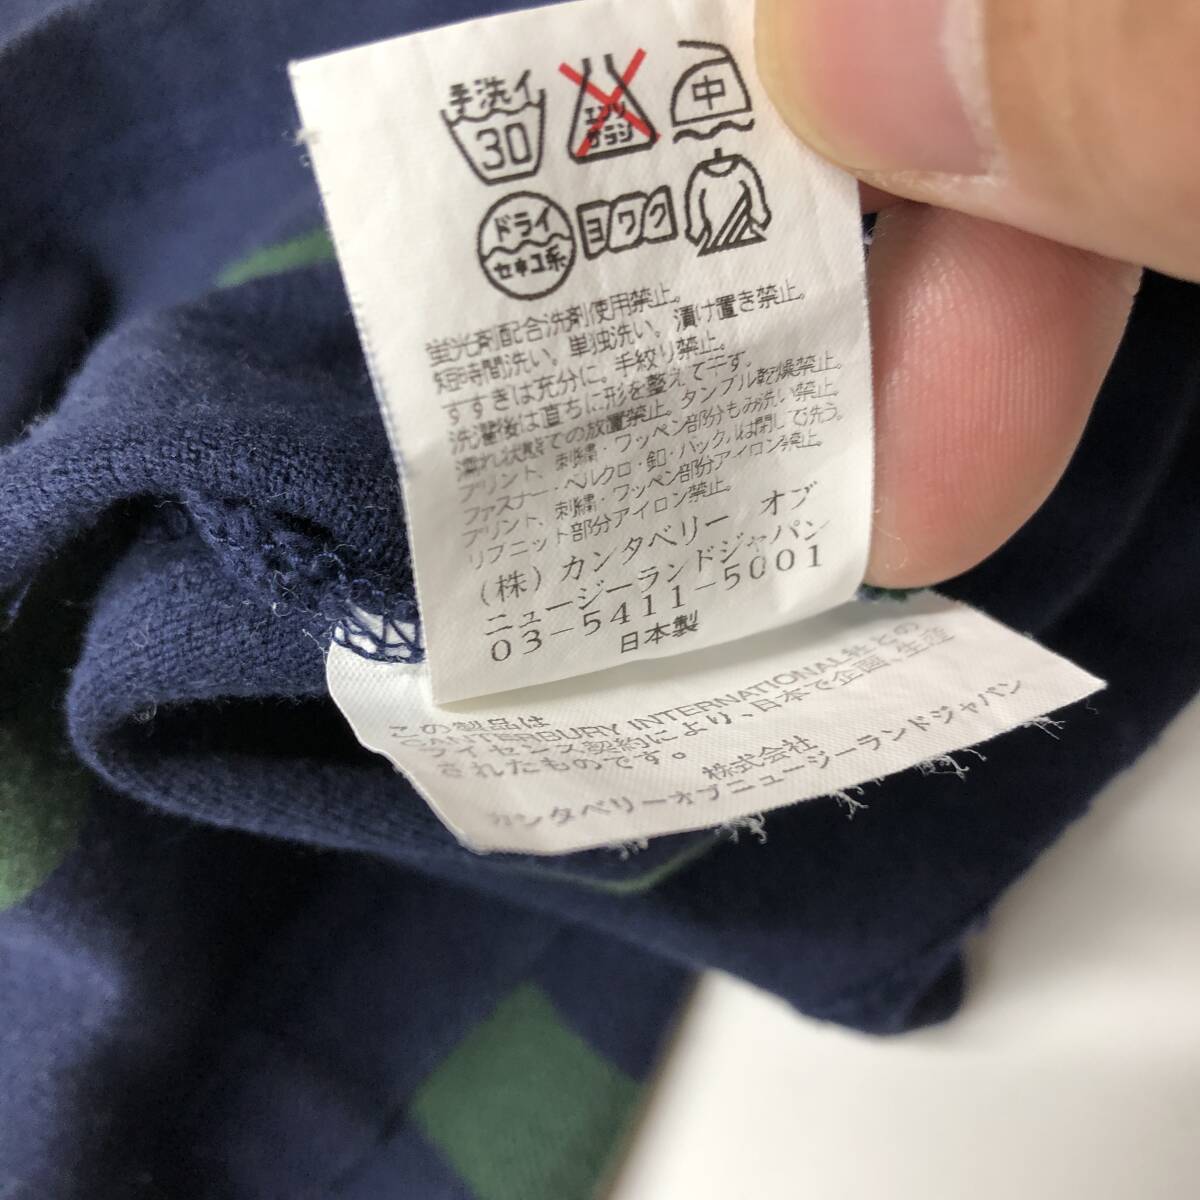 手洗イ
30
エンソ
サラシ
中
ドライ
セキユ系
ヨワク
蛍光剤配合洗剤使用禁止。
短時間洗い。単独洗い。漬け置き禁止。
すすぎは充分に。手絞り禁止。
洗濯後は直ちに形を整えて干す。
濡れ状態での放置禁止。タンブル乾燥禁止。
プリント、刺繍・ワッペン部分もみ洗い禁止。
ファスナー・ベルクロ・釦・バックルは閉じて洗う。
プリント、刺繍・ワッペン部分アイロン禁止。
リブニット部分アイロン禁止。
(株)カンタベリー オブ
ニュージーランドジャパン
03-5411-5001
日本製
この製品は
CANTERBURY INTERNATIONAL社との
ライセンス契約により、日本で企画、生産
されたものです。
株式会社
カンタベリーオブニュージーランドジャパン